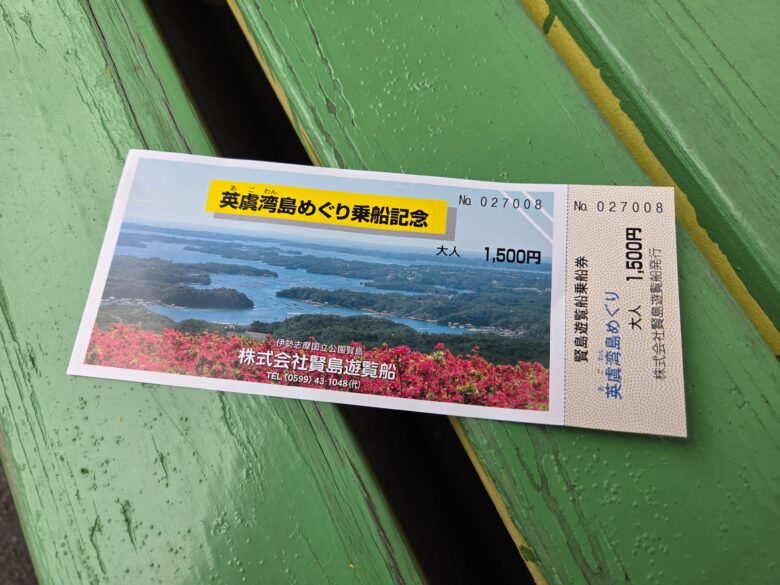 あご わん
英虞湾島めぐり乗船記念
No. 027008
大人 1,500円
伊勢志摩国立公園賢島
株式会社賢島遊覧船
TEL (0599) 43-1048(代)
No. 027008
賢島遊覧船乗船券
あご わん
英虞湾島めぐり
大人 1,500円
株式会社賢島遊覧船発行